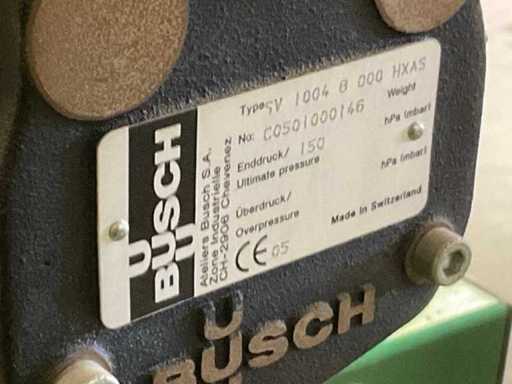 Type SV 1004 B 000 HXAS
No: C0501000146 Weight
Enddruck/ 150 hPa (mbar)
Ultimate pressure
Überdruck/ hPa (mbar)
Overpressure
CE 05 Made in Switzerland
BUSCH
Ateliers Busch S.A.
Zone Industrielle
CH-2906 Chevenez
BUSCH